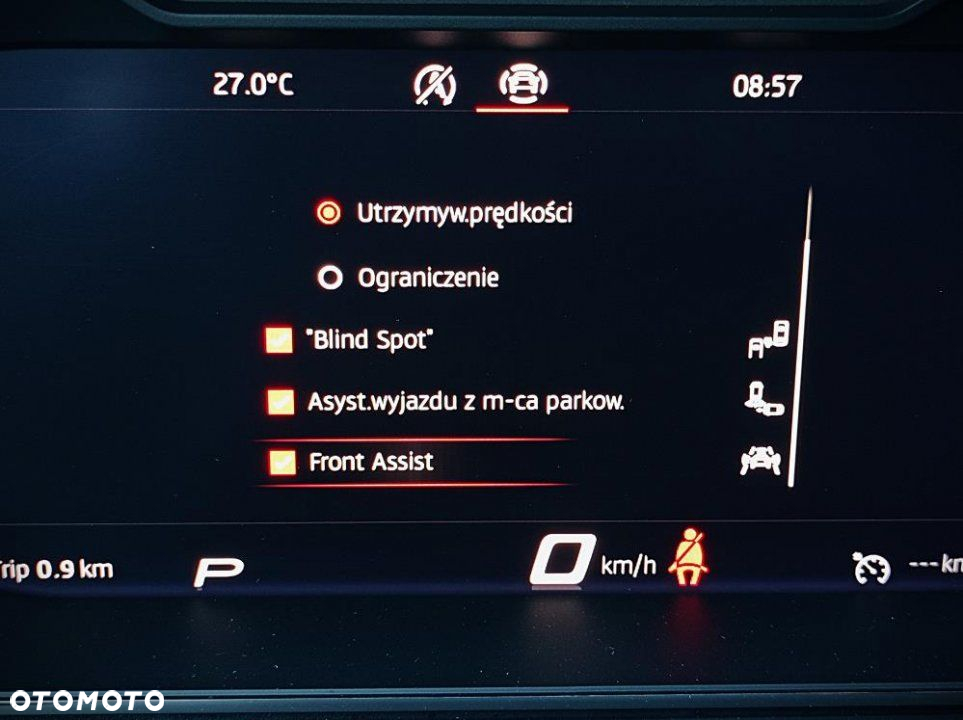 27.0°C 08:57
Utrzymyw.prędkości
Ograniczenie
"Blind Spot"
Asyst.wyjazdu z m-ca parkow.
Front Assist
Trip 0.9 km P 0 km/h --- km
OTOMOTO